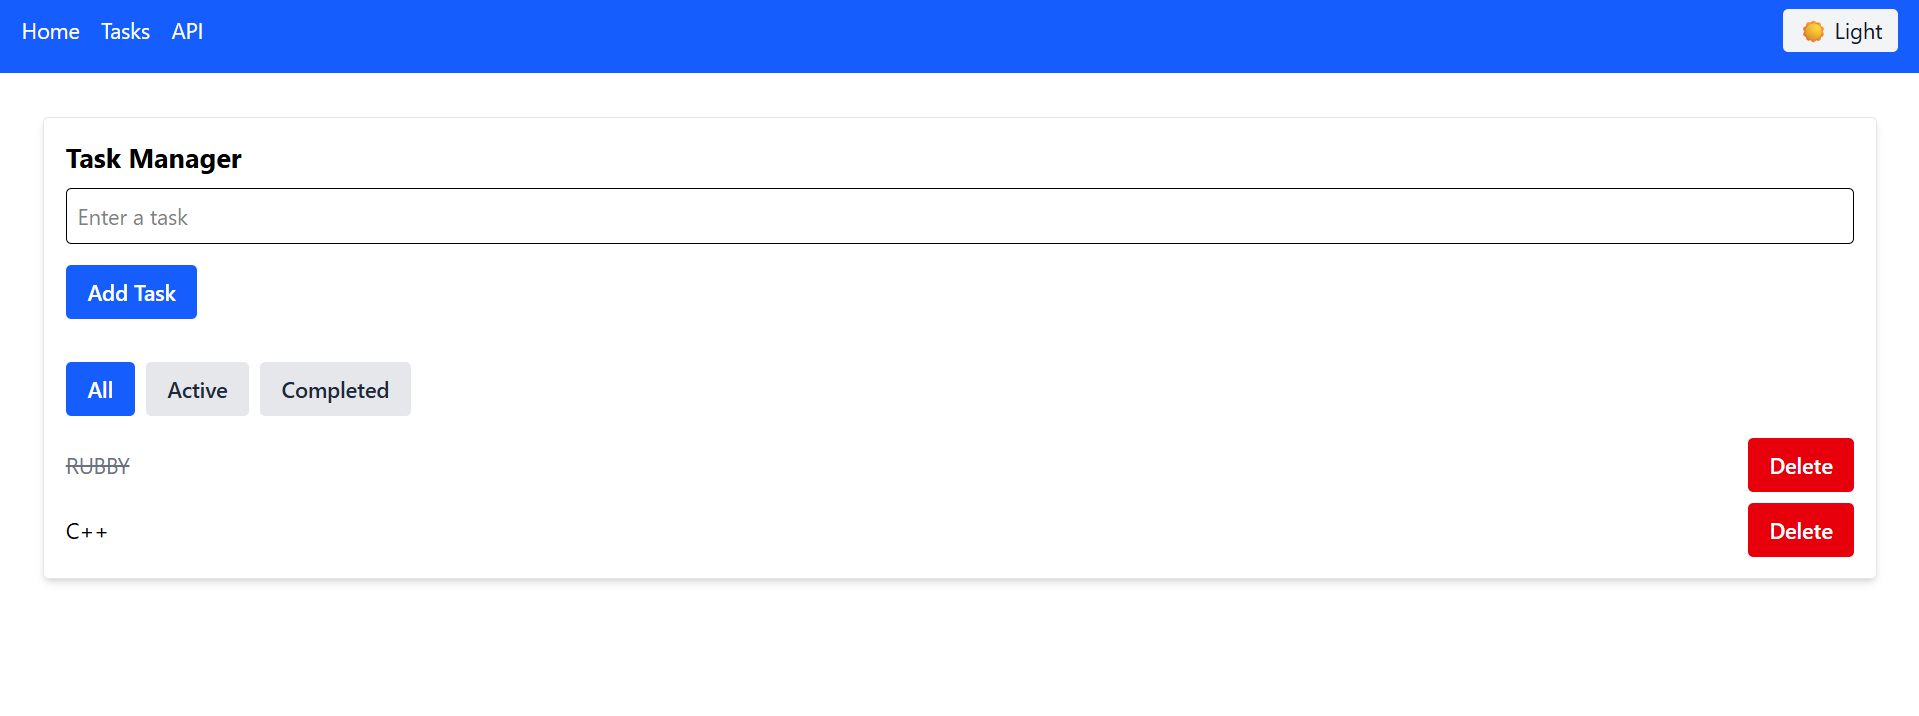 Home Tasks API Light
Task Manager
Enter a task
Add Task
All Active Completed
RUBBY Delete
C++ Delete